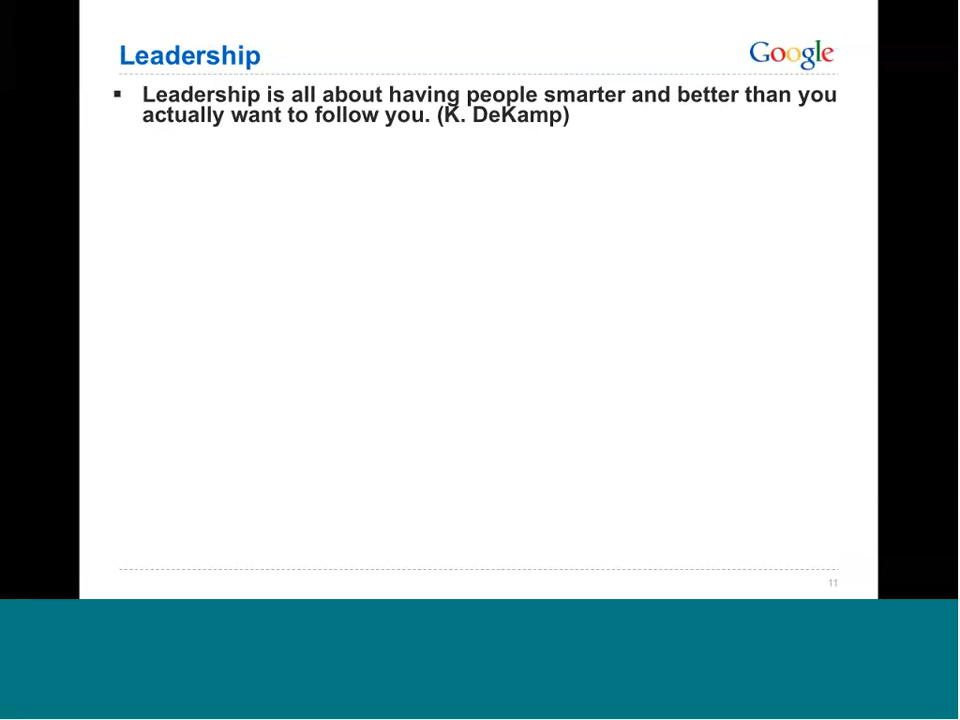 Leadership
Google
▪ Leadership is all about having people smarter and better than you
actually want to follow you. (K. DeKamp)
11